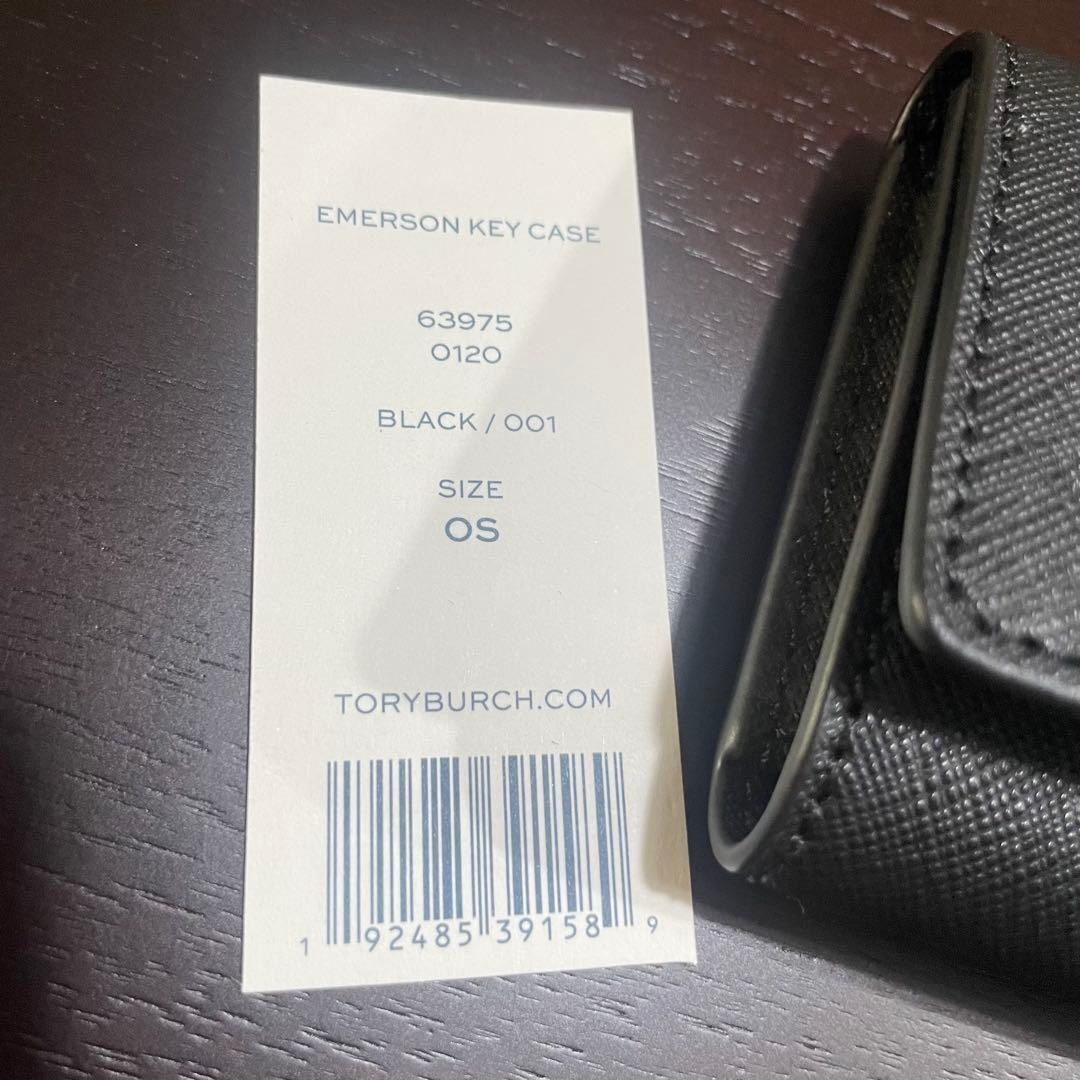 EMERSON KEY CASE
63975
0120
BLACK / 001
SIZE
OS
TORYBURCH.COM
1 92485 39158 9